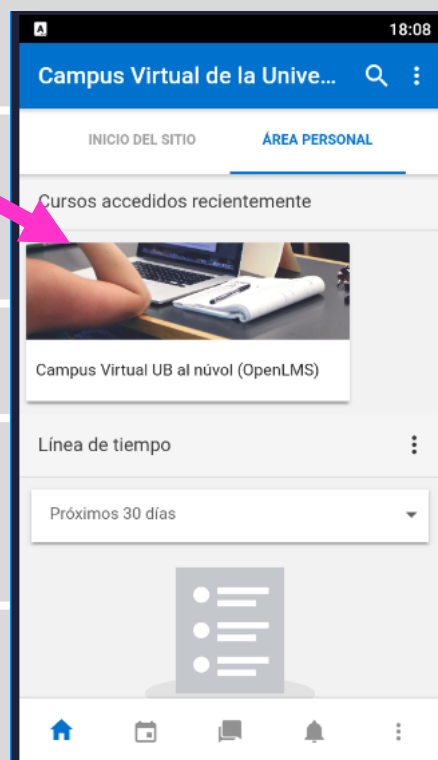 A
18:08
Campus Virtual de la Unive...
INICIO DEL SITIO
ÁREA PERSONAL
Cursos accedidos recientemente
Campus Virtual UB al núvol (OpenLMS)
Línea de tiempo
Próximos 30 días